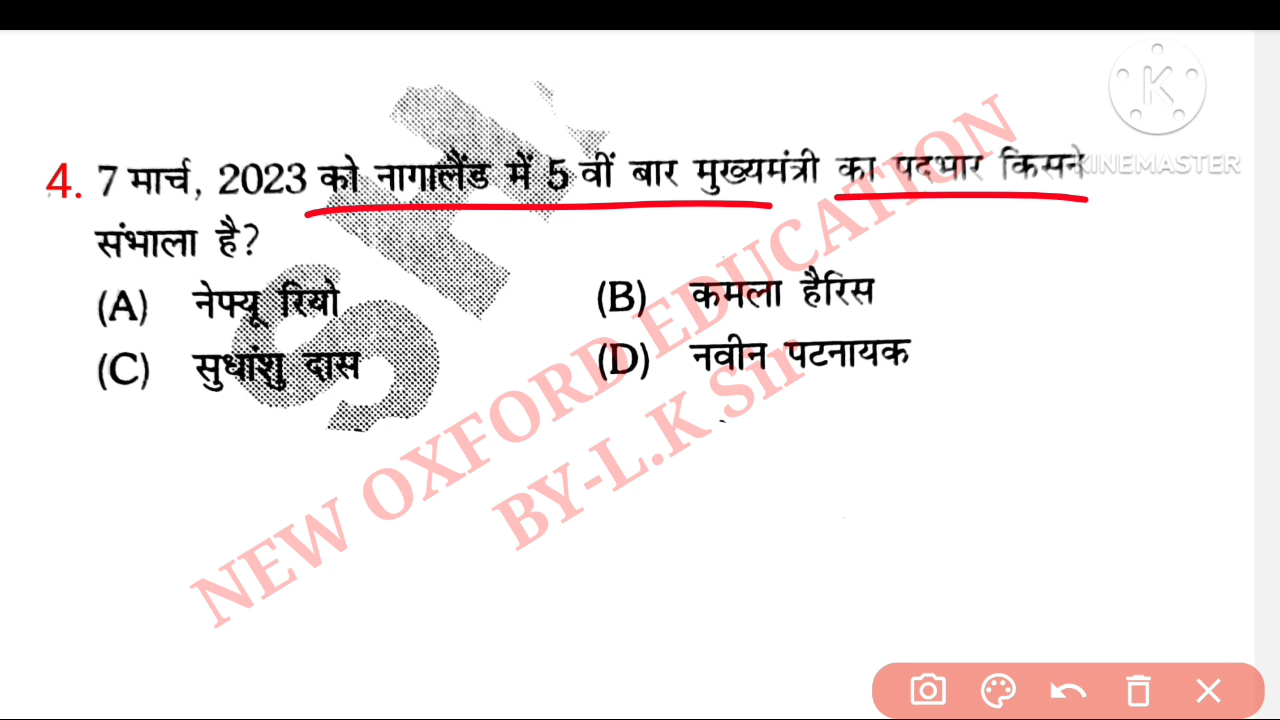 KINEMASTER
4. 7 मार्च, 2023 को नागालैंड में 5 वीं बार मुख्यमंत्री का पदभार किसने
संभाला है?
(A) नेफ्यू रियो (B) कमला हैरिस
(C) सुधांशु दास (D) नवीन पटनायक
NEW OXFORD EDUCATION
BY-L.K Sir